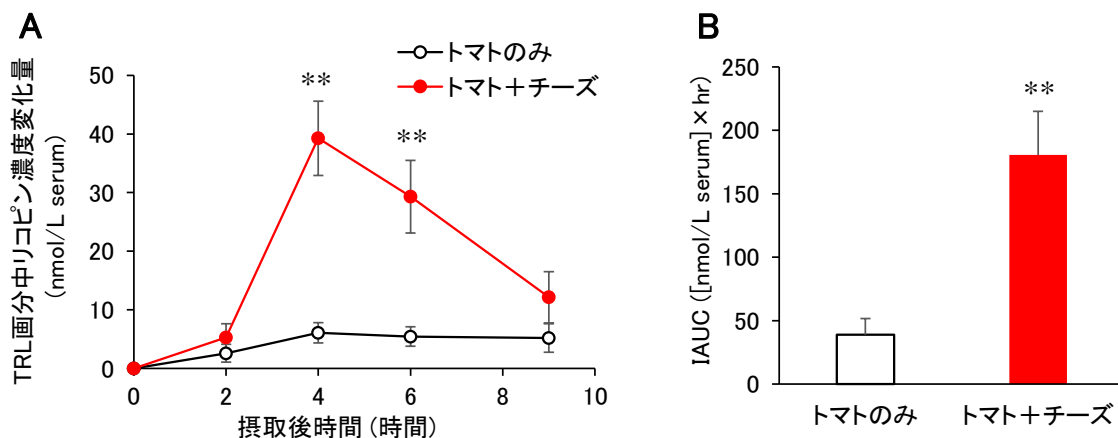 A
トマトのみ
トマト+チーズ
TRL画分中リコピン濃度変化量
(nmol/L serum)
50
40
30
20
10
0
**
**
0
2
4
6
8
10
摂取後時間 (時間)
B
IAUC ([nmol/L serum]×hr)
250
200
150
100
50
0
**
トマトのみ
トマト+チーズ